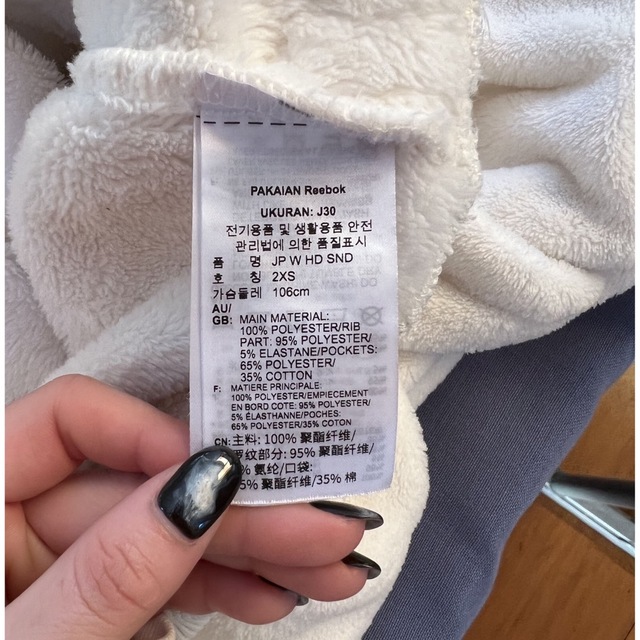 PAKAIAN Reebok
UKURAN: J30
전기용품 및 생활용품 안전
관리법에 의한 품질표시
품 명 JP W HD SND
호 칭 2XS
가슴둘레 106cm
AU/
GB: MAIN MATERIAL:
100% POLYESTER/RIB
PART: 95% POLYESTER/
5% ELASTANE/POCKETS:
65% POLYESTER/
35% COTTON
F: MATIERE PRINCIPALE:
100% POLYESTER/EMPIECEMENT
EN BORD COTE: 95% POLYESTER/
5% ELASTHANNE/POCHES:
65% POLYESTER/35% COTON
CN: 主料: 100% 聚酯纤维/
罗纹部分: 95% 聚酯纤维/
氨纶/口袋:
5% 聚酯纤维/35% 棉